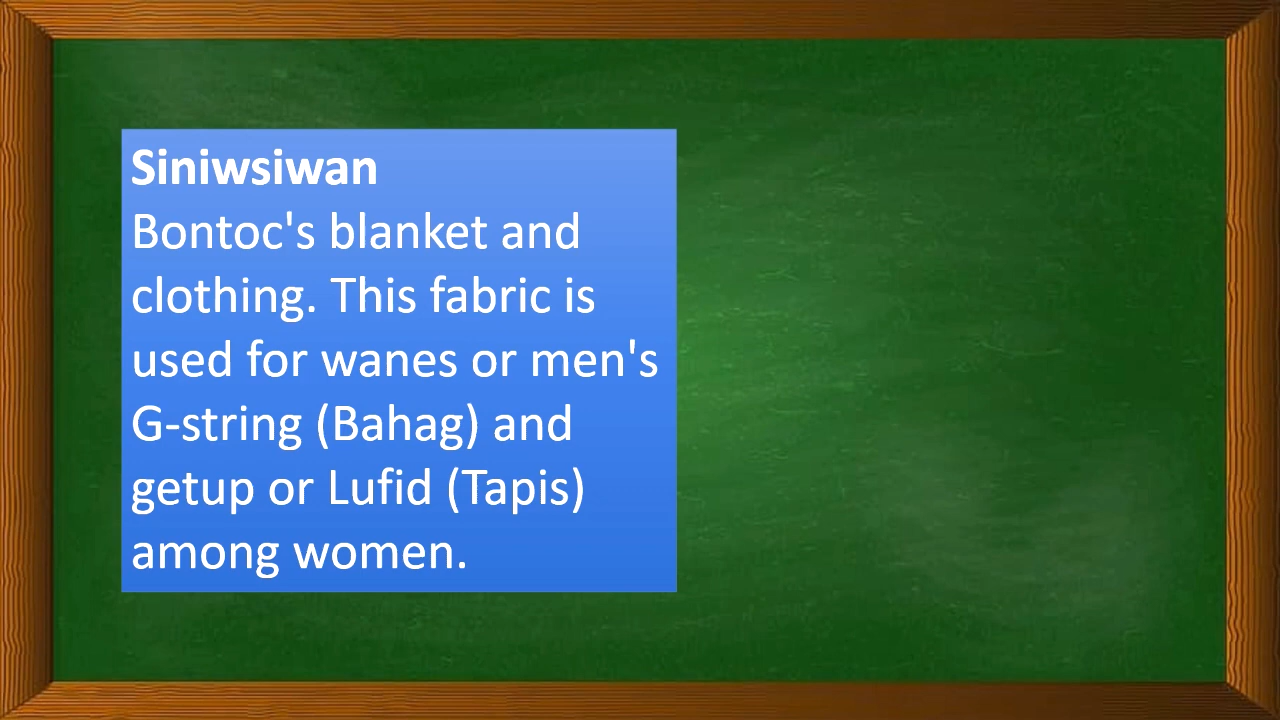 Siniwsiwan
Bontoc's blanket and
clothing. This fabric is
used for wanes or men's
G-string (Bahag) and
getup or Lufid (Tapis)
among women.